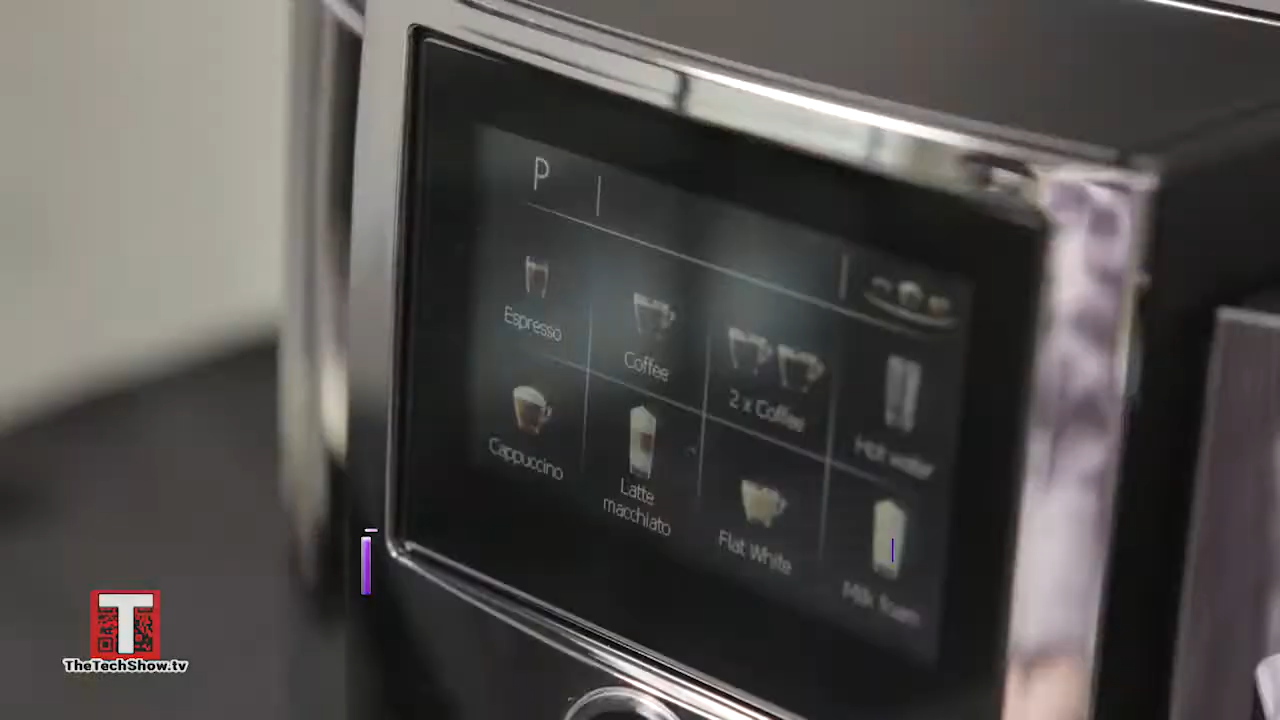 P
Espresso
Coffee
2 x Coffee
Hot water
Cappuccino
Latte
macchiato
Flat White
Milk foam
T
TheTechShow.tv